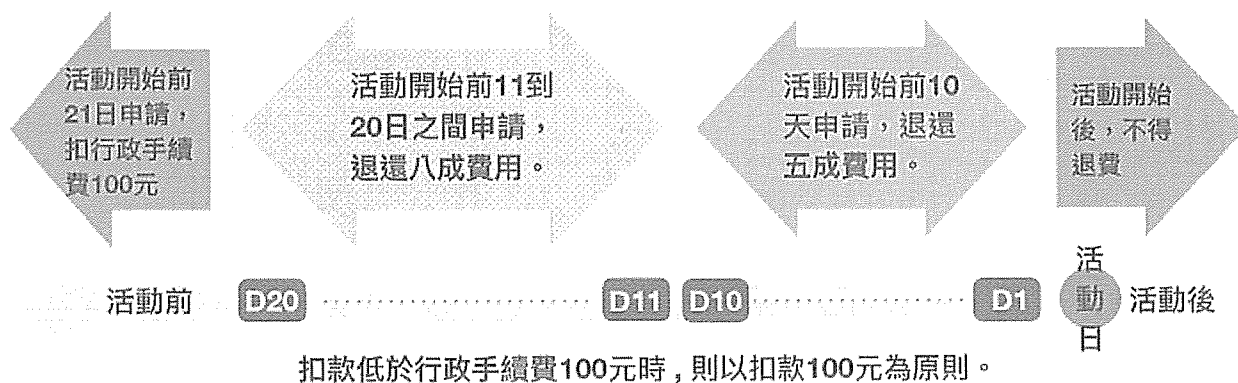 活動開始前
21日申請，
扣行政手續
費100元
活動開始前11到
20日之間申請，
退還八成費用。
活動開始前10
天申請，退還
五成費用。
活動開始
後，不得
退費
活動前
D20
D11
D10
D1
活動日
活動後
扣款低於行政手續費100元時，則以扣款100元為原則。